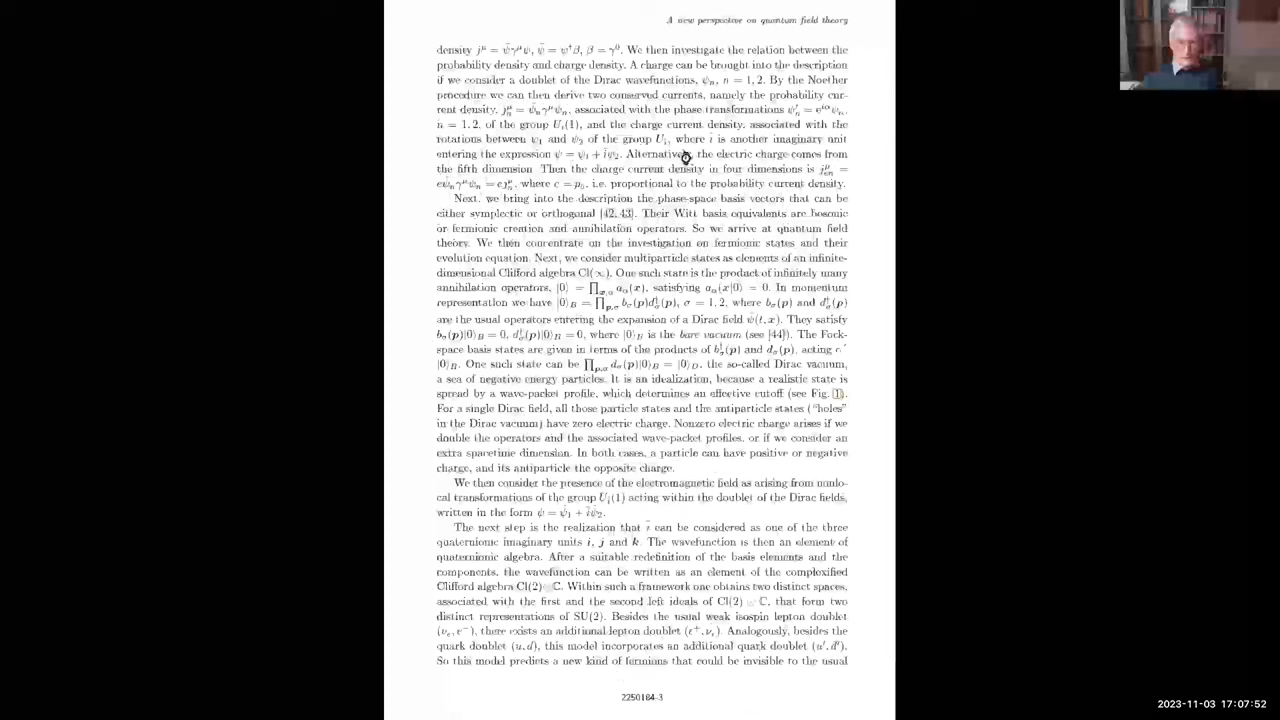 A new perspective on quantum field theory
density j^μ = ψ̄γ^μψ, ψ̄ = ψ†β, β = γ⁰. We then investigate the relation between the
probability density and charge density. A charge can be brought into the description
if we consider a doublet of the Dirac wavefunctions, ψₙ, n = 1, 2. By the Noether
procedure we can then derive two conserved currents, namely the probability cur-
rent density, jₙ^μ = ψ̄ₙγ^μψₙ, associated with the phase transformations ψ′ₙ = e^{iα}ψₙ,
n = 1, 2, of the group Uᵢ(1), and the charge current density, associated with the
rotations between ψ₁ and ψ₂ of the group U_ī, where ī is another imaginary unit
entering the expression ψ = ψ₁ + īψ₂. Alternatively, the electric charge comes from
the fifth dimension. Then the charge current density in four dimensions is j^μ_{en} =
eψ̄ₙγ^μψₙ = ejₙ^μ, where e = p₅, i.e. proportional to the probability current density.
Next, we bring into the description the phase-space basis vectors that can be
either symplectic or orthogonal [42, 43]. Their Witt basis equivalents are bosonic
or fermionic creation and annihilation operators. So we arrive at quantum field
theory. We then concentrate on the investigation on fermionic states and their
evolution equation. Next, we consider multiparticle states as elements of an infinite-
dimensional Clifford algebra Cl(∞). One such state is the product of infinitely many
annihilation operators, |0⟩ = ∏_{x,α} a_α(x), satisfying a_α(x|0⟩ = 0. In momentum
representation we have |0⟩_B = ∏_{p,σ} b_σ(p)d†_σ(p), σ = 1, 2, where b_σ(p) and d†_σ(p)
are the usual operators entering the expansion of a Dirac field ψ̂(t, x). They satisfy
b_σ(p)|0⟩_B = 0, d†_σ(p)|0⟩_B = 0, where |0⟩_B is the bare vacuum (see [44]). The Fock-
space basis states are given in terms of the products of b†_σ(p) and d_σ(p), acting
|0⟩_B. One such state can be ∏_{p,σ} d_σ(p)|0⟩_B = |0⟩_D, the so-called Dirac vacuum,
a sea of negative energy particles. It is an idealization, because a realistic state is
spread by a wave-packet profile, which determines an effective cutoff (see Fig. 1).
For a single Dirac field, all those particle states and the antiparticle states ("holes"
in the Dirac vacuum) have zero electric charge. Nonzero electric charge arises if we
double the operators and the associated wave-packet profiles, or if we consider an
extra spacetime dimension. In both cases, a particle can have positive or negative
charge, and its antiparticle the opposite charge.
We then consider the presence of the electromagnetic field as arising from nonlo-
cal transformations of the group U_ī(1) acting within the doublet of the Dirac fields,
written in the form ψ = ψ̂₁ + īψ̂₂.
The next step is the realization that ī can be considered as one of the three
quaternionic imaginary units i, j and k. The wavefunction is then an element of
quaternionic algebra. After a suitable redefinition of the basis elements and the
components, the wavefunction can be written as an element of the complexified
Clifford algebra Cl(2) ⊗ ℂ. Within such a framework one obtains two distinct spaces,
associated with the first and the second left ideals of Cl(2) ⊗ ℂ, that form two
distinct representations of SU(2). Besides the usual weak isospin lepton doublet
(νₑ, e⁻), there exists an additional lepton doublet
Analogously, besides the
quark doublet (u, d), this model incorporates an additional quark doublet (u′, d′).
So this model predicts a new kind of fermions that could be invisible to the usual
2250184-3
2023-11-03 17:07:52